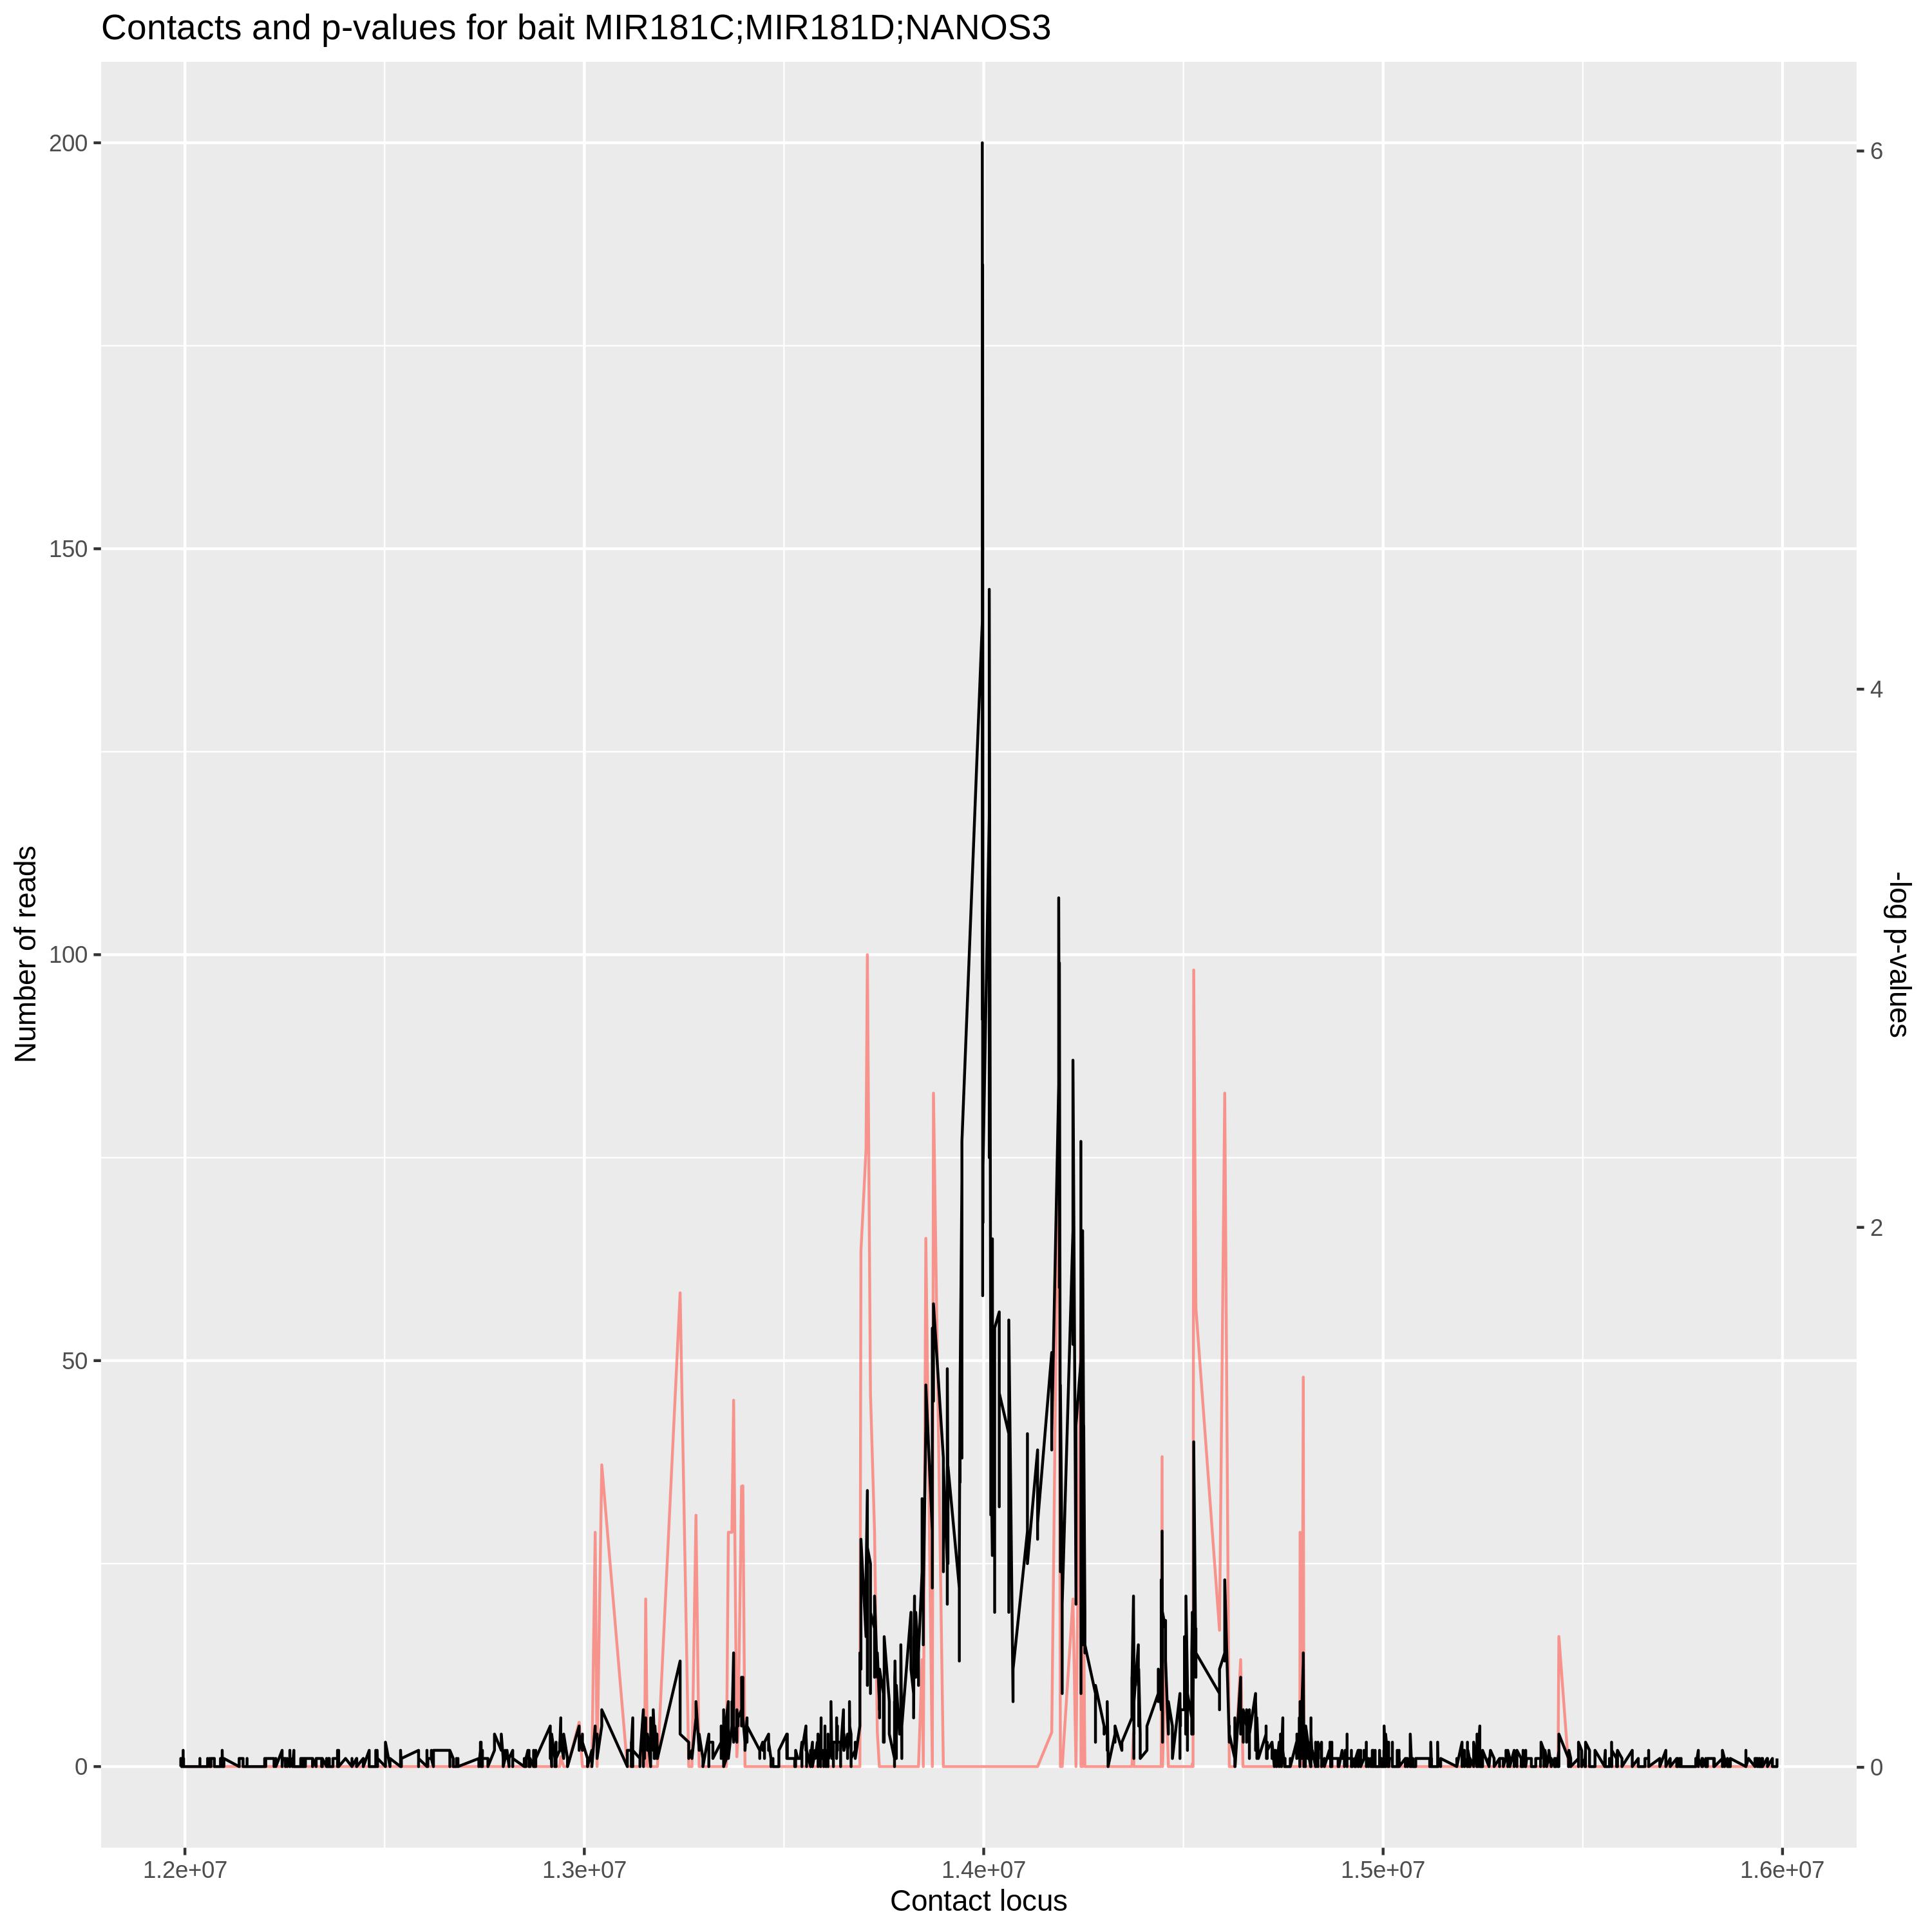 Contacts and p-values for bait MIR181C;MIR181D;NANOS3
200
150
100
50
0
Number of reads
6
4
2
0
-log p-values
1.2e+07 1.3e+07 1.4e+07 1.5e+07 1.6e+07
Contact locus